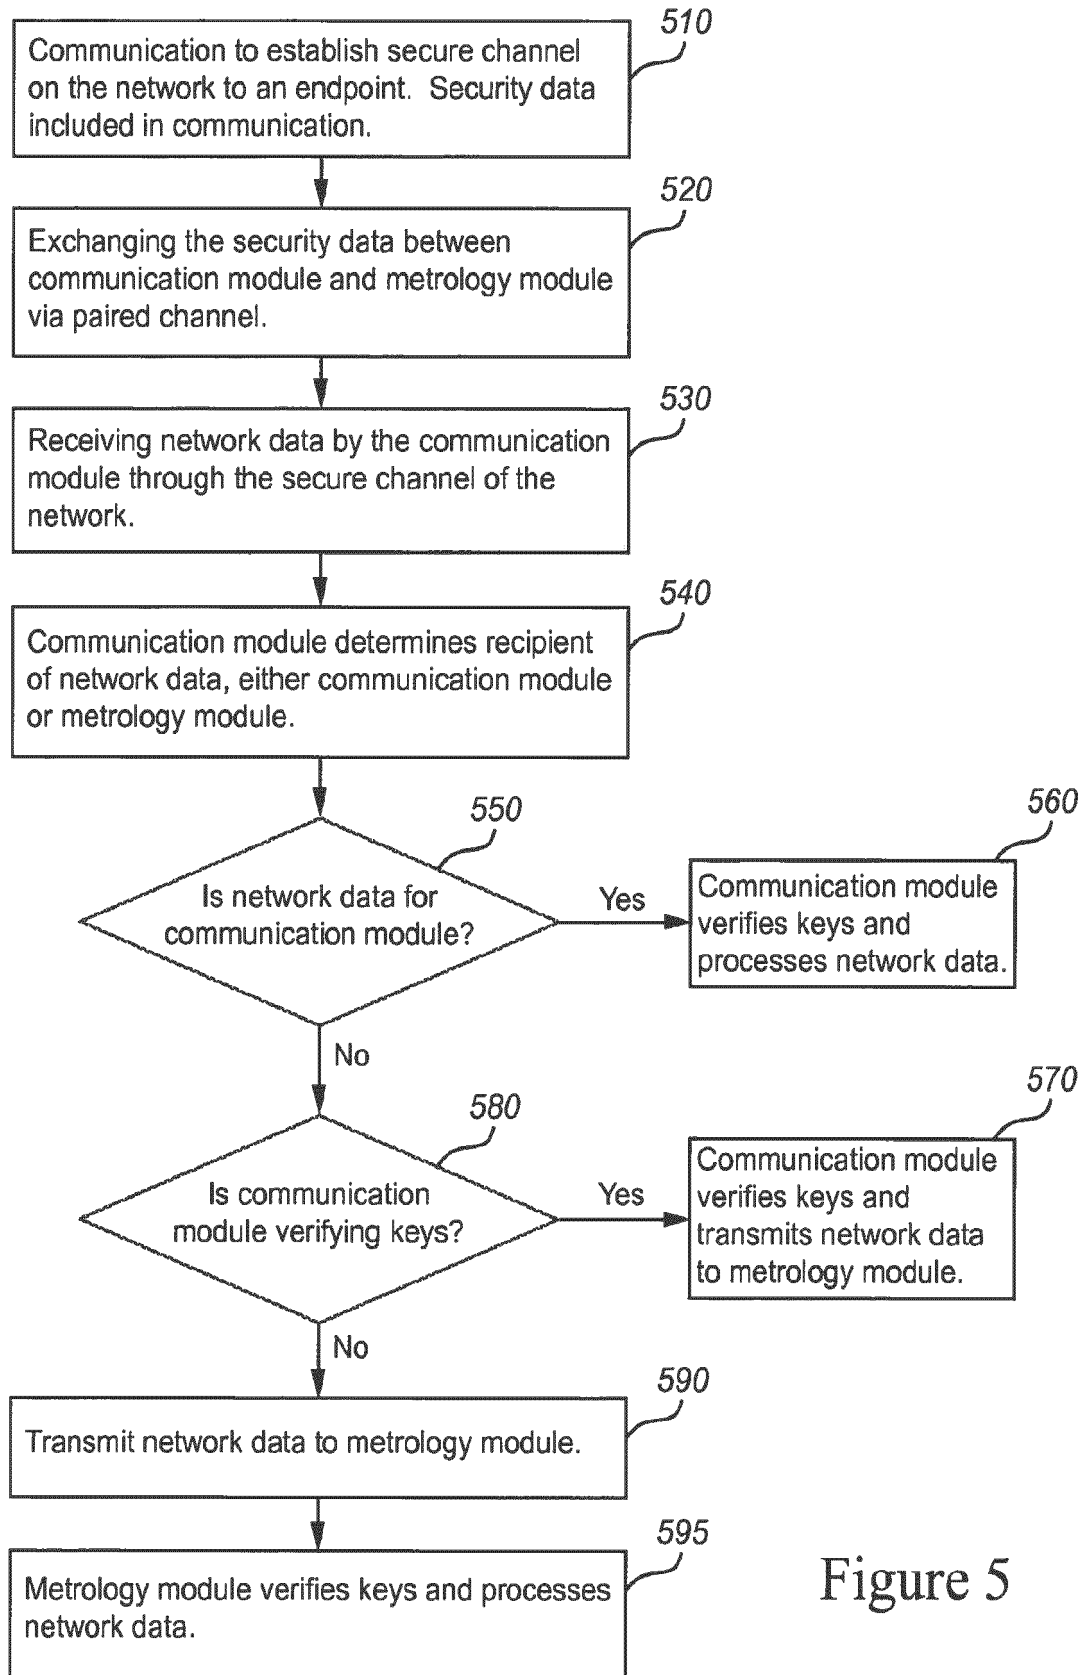 510
Communication to establish secure channel
on the network to an endpoint. Security data
included in communication.
520
Exchanging the security data between
communication module and metrology module
via paired channel.
530
Receiving network data by the communication
module through the secure channel of the
network.
540
Communication module determines recipient
of network data, either communication module
or metrology module.
550
Is network data for
communication module?
Yes
560
Communication module
verifies keys and
processes network data.
No
580
Is communication
module verifying keys?
Yes
570
Communication module
verifies keys and
transmits network data
to metrology module.
No
590
Transmit network data to metrology module.
595
Metrology module verifies keys and processes
network data.
Figure 5